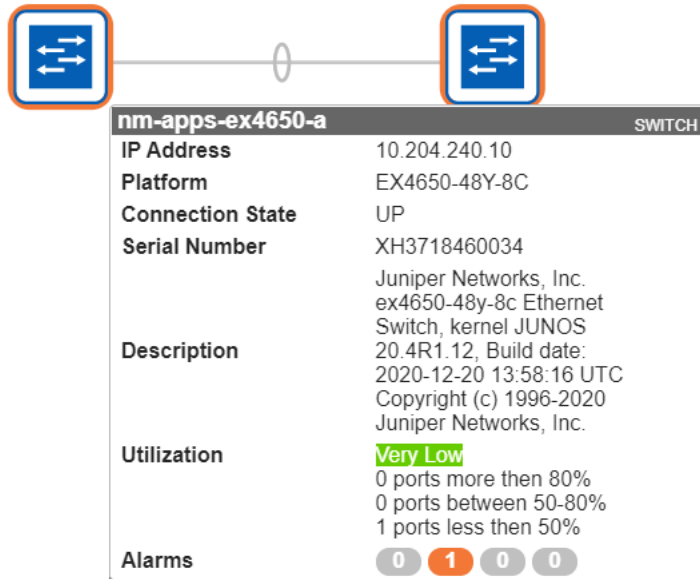 nm-apps-ex4650-a SWITCH
IP Address 10.204.240.10
Platform EX4650-48Y-8C
Connection State UP
Serial Number XH3718460034
Juniper Networks, Inc.
ex4650-48y-8c Ethernet
Switch, kernel JUNOS
Description 20.4R1.12, Build date:
2020-12-20 13:58:16 UTC
Copyright (c) 1996-2020
Juniper Networks, Inc.
Utilization Very Low
0 ports more then 80%
0 ports between 50-80%
1 ports less then 50%
Alarms 0 1 0 0